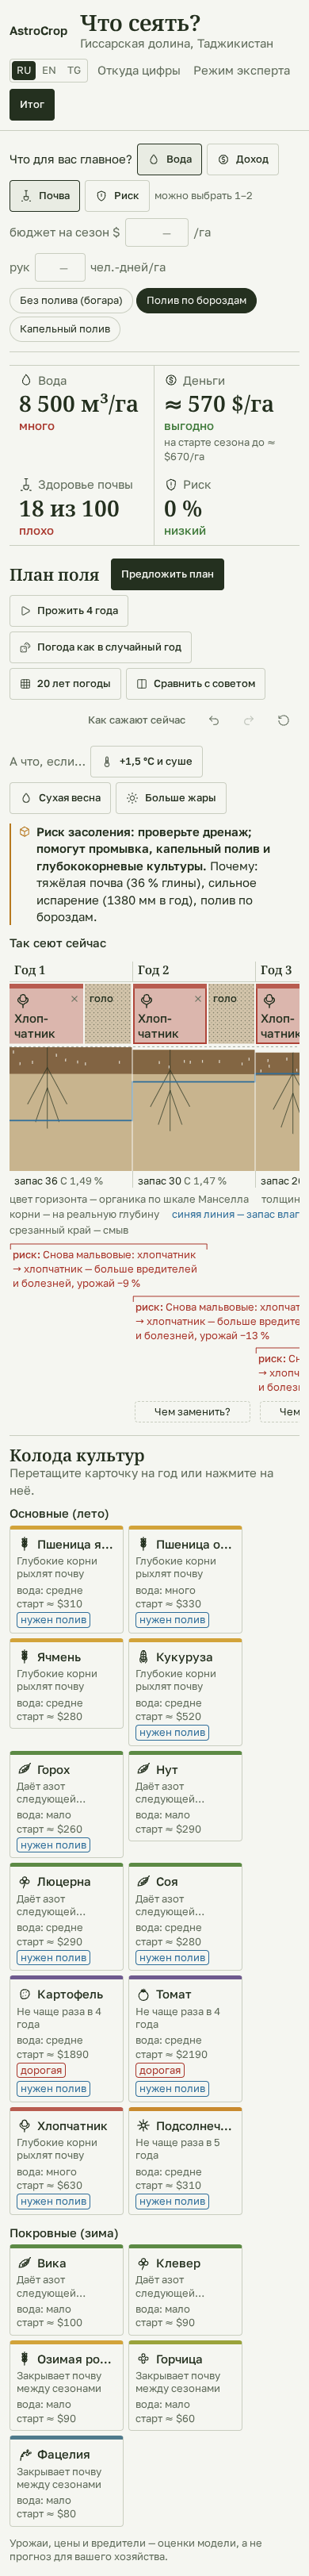 AstroCrop
Что сеять?
Гиссарская долина, Таджикистан
RU EN TG Откуда цифры Режим эксперта
Итог
Что для вас главное? Вода Доход
Почва Риск можно выбрать 1–2
бюджет на сезон $ — /га
рук — чел.-дней/га
Без полива (богара) Полив по бороздам
Капельный полив
Вода
8 500 м³/га
много
Деньги
≈ 570 $/га
выгодно
на старте сезона до ≈
$670/га
Здоровье почвы
18 из 100
плохо
Риск
0 %
низкий
План поля Предложить план
Прожить 4 года
Погода как в случайный год
20 лет погоды Сравнить с советом
Как сажают сейчас
А что, если... +1,5 °C и суше
Сухая весна Больше жары
Риск засоления: проверьте дренаж;
помогут промывка, капельный полив и
глубококорневые культуры. Почему:
тяжёлая почва (36 % глины), сильное
испарение (1380 мм в год), полив по
бороздам.
Так сеют сейчас
Год 1 Год 2 Год 3
× голо × голо
Хлоп-
чатник
Хлоп-
чатник
Хлоп-
чатник
запас 36 C 1,49 % запас 30 C 1,47 % запас 26
цвет горизонта — органика по шкале Манселла толщин
корни — на реальную глубину синяя линия — запас влаг
срезанный край — смыв
риск: Снова мальвовые: хлопчатник
→ хлопчатник — больше вредителей
и болезней, урожай −9 %
риск: Снова мальвовые: хлопчат
→ хлопчатник — больше вредите
и болезней, урожай −13 %
риск: Сн
→ хлопч
и болез
Чем заменить? Чем
Колода культур
Перетащите карточку на год или нажмите на
неё.
Основные (лето)
Пшеница я...
Глубокие корни
рыхлят почву
вода: средне
старт ≈ $310
нужен полив
Пшеница о...
Глубокие корни
рыхлят почву
вода: много
старт ≈ $330
нужен полив
Ячмень
Глубокие корни
рыхлят почву
вода: средне
старт ≈ $280
Кукуруза
Глубокие корни
рыхлят почву
вода: средне
старт ≈ $520
нужен полив
Горох
Даёт азот
следующей...
вода: мало
старт ≈ $260
нужен полив
Нут
Даёт азот
следующей...
вода: мало
старт ≈ $290
Люцерна
Даёт азот
следующей...
вода: средне
старт ≈ $290
нужен полив
Соя
Даёт азот
следующей...
вода: средне
старт ≈ $280
нужен полив
Картофель
Не чаще раза в 4
года
вода: средне
старт ≈ $1890
дорогая
нужен полив
Томат
Не чаще раза в 4
года
вода: средне
старт ≈ $2190
дорогая
нужен полив
Хлопчатник
Глубокие корни
рыхлят почву
вода: много
старт ≈ $630
нужен полив
Подсолнеч...
Не чаще раза в 5
года
вода: средне
старт ≈ $310
нужен полив
Покровные (зима)
Вика
Даёт азот
следующей...
вода: мало
старт ≈ $100
Клевер
Даёт азот
следующей...
вода: мало
старт ≈ $90
Озимая ро...
Закрывает почву
между сезонами
вода: мало
старт ≈ $90
Горчица
Закрывает почву
между сезонами
вода: мало
старт ≈ $60
Фацелия
Закрывает почву
между сезонами
вода: мало
старт ≈ $80
Урожаи, цены и вредители — оценки модели, а не
прогноз для вашего хозяйства.